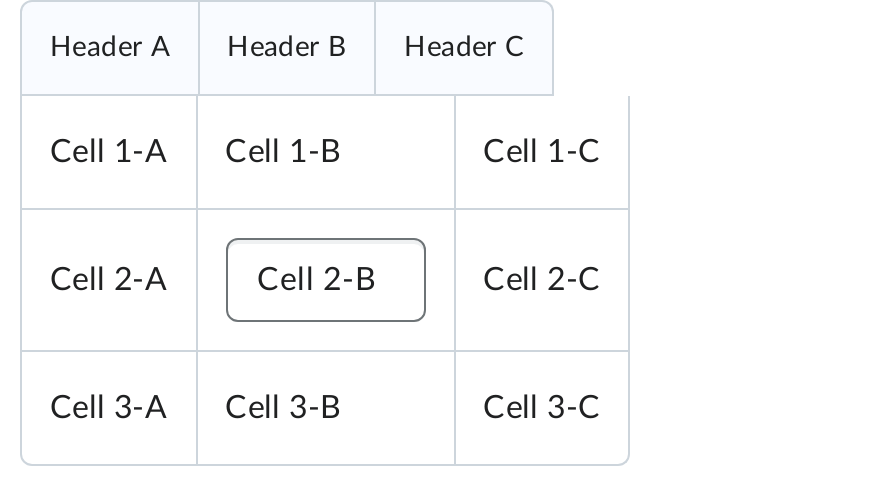 Header A Header B Header C
Cell 1-A Cell 1-B Cell 1-C
Cell 2-A Cell 2-B Cell 2-C
Cell 3-A Cell 3-B Cell 3-C